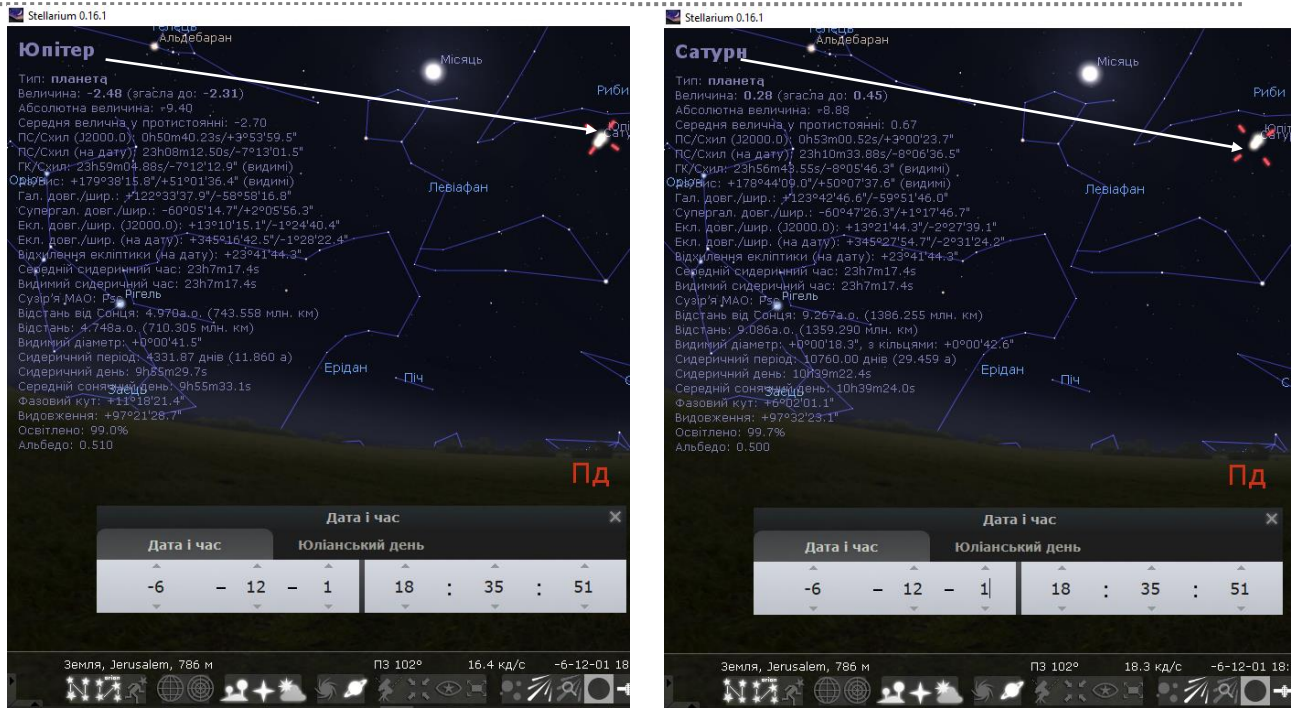 Stellarium 0.16.1
Альдебаран
Юпітер
Місяць
Тип: планета
Величина: -2.48 (згасла до: -2.31)
Риби
Абсолютна величина: -9.40
Середня велична у протистоянні: -2.70
ПС/Схил (J2000.0): 0h50m40.23s/+3°53'59.5"
ПС/Схил (на дату): 23h08m12.50s/-7°13'01.5"
ГК/Схил: 23h59m04.88s/-7°12'12.9" (видимі)
+179°38'15.8"/+51°01'36.4" (видимі)
Левіафан
Гал. довг./шир.: +122°33'37.9"/-58°58'16.8"
Супергал. довг./шир.: -60°05'14.7"/+2°05'56.3"
Екл. довг./шир. (J2000.0): +13°10'15.1"/-1°24'40.4"
Екл. довг./шир. (на дату): +345°16'42.5"/-1°28'22.4"
Відхилення екліптики (на дату): +23°41'44.3"
Середній сидеричний час: 23h7m17.4s
Видимий сидеричний час: 23h7m17.4s
Сузір'я МАО: Psc
Рігель
Відстань від Сонця: 4.970а.о. (743.558 млн. км)
Відстань: 4.748а.о. (710.305 млн. км)
Видимий діаметр: +0°00'41.5"
Сидеричний період: 4331.87 днів (11.860 а)
Ерідан
Піч
Сидеричний день: 9h55m29.7s
Середній сонячний день: 9h55m33.1s
Заєць
Фазовий кут: +11°18'21.4"
Видовження: +97°21'28.7"
Освітлено: 99.0%
Альбедо: 0.510
Пд
Дата і час
Дата і час Юліанський день
-6 – 12 – 1 18 : 35 : 51
Земля, Jerusalem, 786 м ПЗ 102° 16.4 кд/с -6-12-01 18
Stellarium 0.16.1
Альдебаран
Сатурн
Місяць
Тип: планета
Величина: 0.28 (згасла до: 0.45)
Риби
Абсолютна величина: -8.88
Середня велична у протистоянні: 0.67
ПС/Схил (J2000.0): 0h53m00.52s/+3°00'23.7"
ПС/Схил (на дату): 23h10m33.88s/-8°06'36.5"
ГК/Схил: 23h56m43.55s/-8°05'46.3" (видимі)
+178°44'09.0"/+50°07'37.6" (видимі)
Левіафан
Гал. довг./шир.: +123°42'46.6"/-59°51'46.0"
Супергал. довг./шир.: -60°47'26.3"/+1°17'46.7"
Екл. довг./шир. (J2000.0): +13°21'44.3"/-2°27'39.1"
Екл. довг./шир. (на дату): +345°27'54.7"/-2°31'24.2"
Відхилення екліптики (на дату): +23°41'44.3"
Середній сидеричний час: 23h7m17.4s
Видимий сидеричний час: 23h7m17.4s
Сузір'я МАО: Psc
Рігель
Відстань від Сонця: 9.267а.о. (1386.255 млн. км)
Відстань: 9.086а.о. (1359.290 млн. км)
Видимий діаметр: +0°00'18.3", з кільцями: +0°00'42.6"
Сидеричний період: 10760.00 днів (29.459 а)
Ерідан
Піч
Сидеричний день: 10h39m22.4s
Середній сонячний день: 10h39m24.0s
Заєць
Фазовий кут: +6°02'01.1"
Видовження: +97°32'23.1"
Освітлено: 99.7%
Альбедо: 0.500
Пд
Дата і час
Дата і час Юліанський день
-6 – 12 – 1 18 : 35 : 51
Земля, Jerusalem, 786 м ПЗ 102° 18.3 кд/с -6-12-01 18: